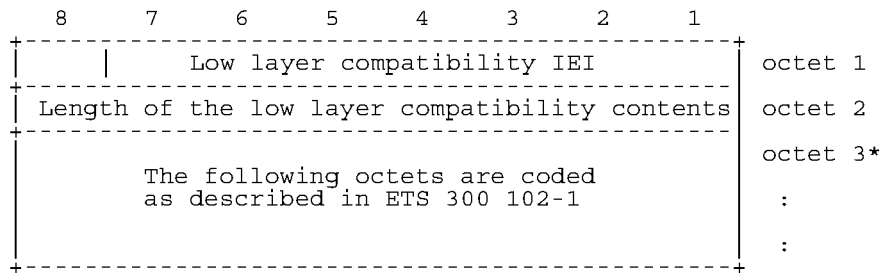 8 7 6 5 4 3 2 1
Low layer compatibility IEI octet 1
Length of the low layer compatibility contents octet 2
octet 3*
The following octets are coded
as described in ETS 300 102-1 :
: